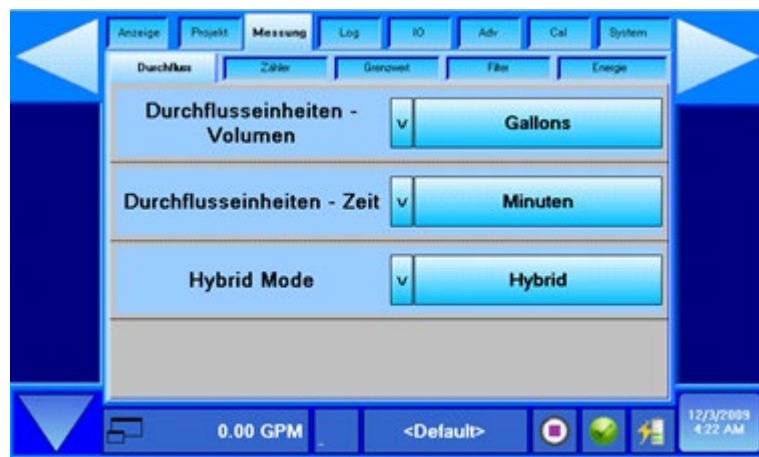 Anzeige Projekt Messung Log IO Adv Cal System
Durchfluss Zähler Grenzwert Filter Energie
Durchflusseinheiten -
Volumen
v Gallons
Durchflusseinheiten - Zeit v Minuten
Hybrid Mode v Hybrid
0.00 GPM <Default>
12/3/2009
4:22 AM